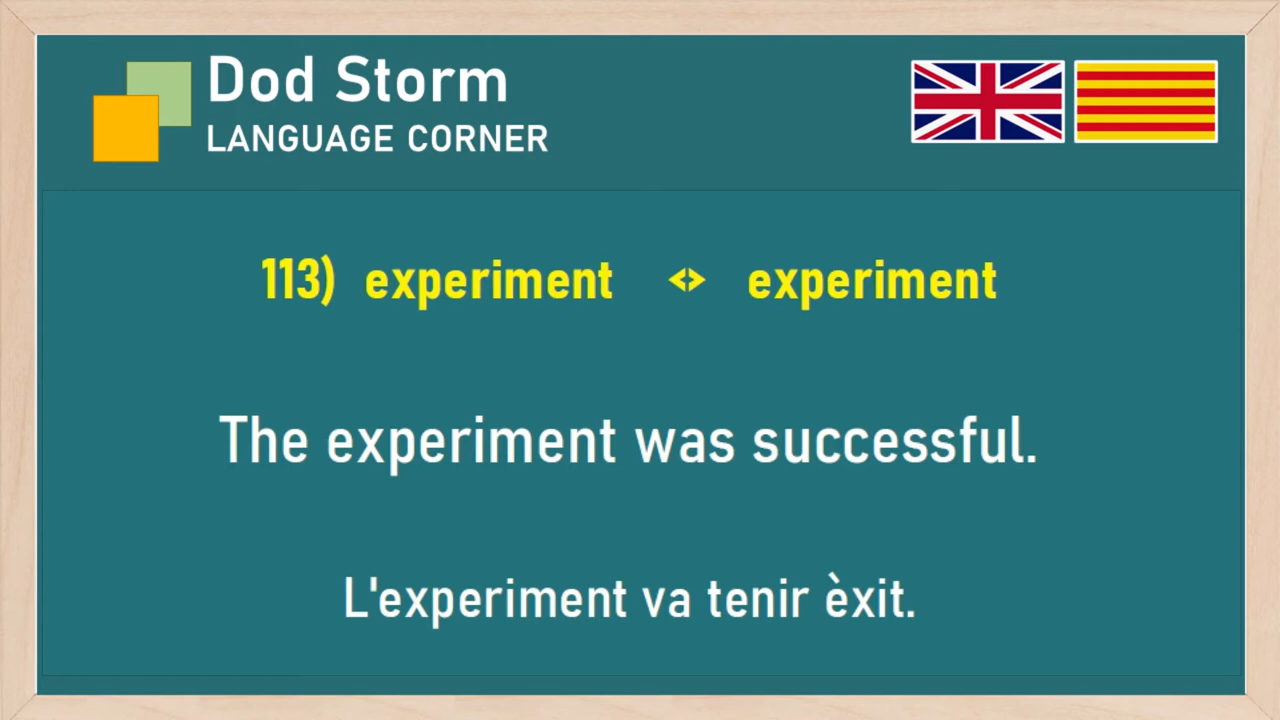 Dod Storm
LANGUAGE CORNER
113) experiment <> experiment
The experiment was successful.
L'experiment va tenir èxit.